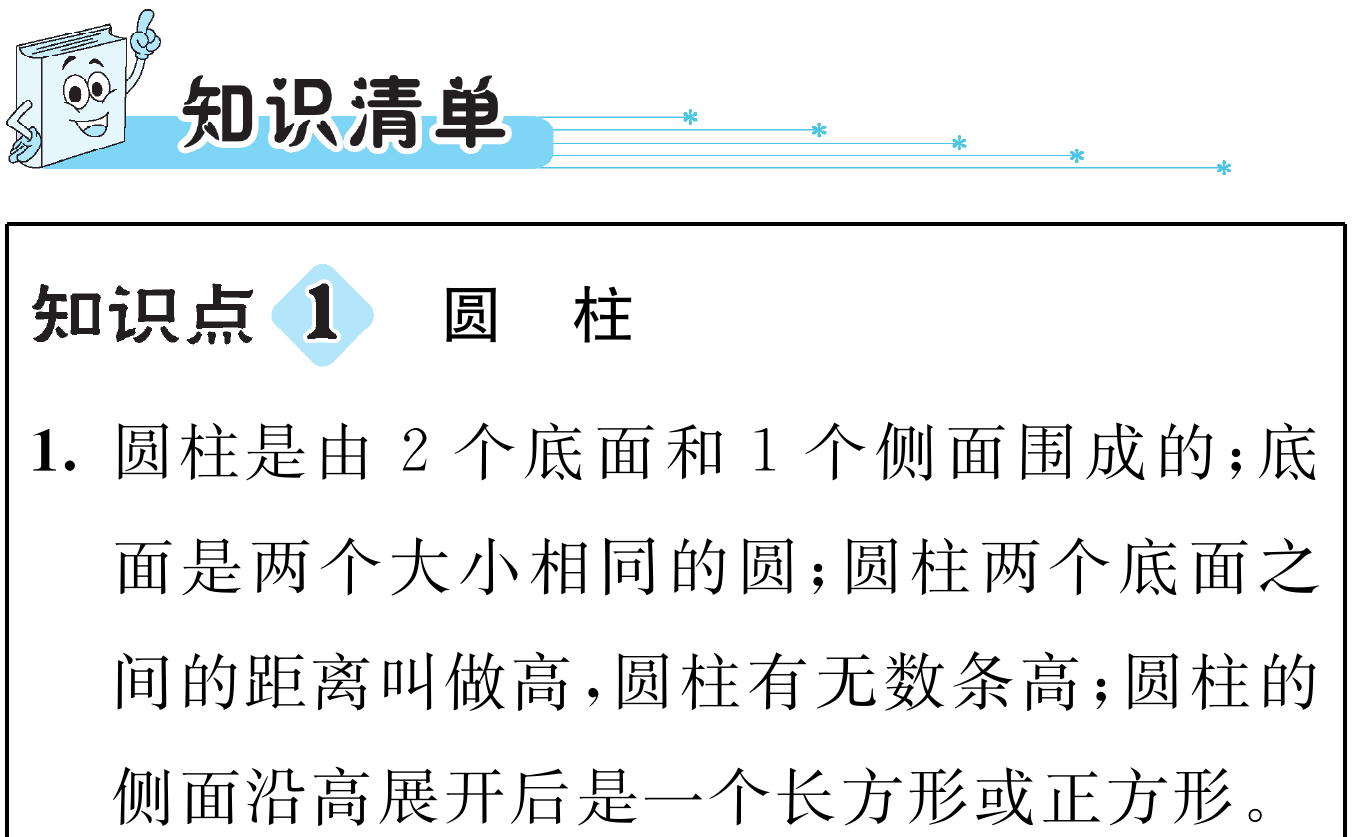 知识清单
知识点 1 圆 柱
1. 圆柱是由 2 个底面和 1 个侧面围成的;底
面是两个大小相同的圆;圆柱两个底面之
间的距离叫做高,圆柱有无数条高;圆柱的
侧面沿高展开后是一个长方形或正方形。